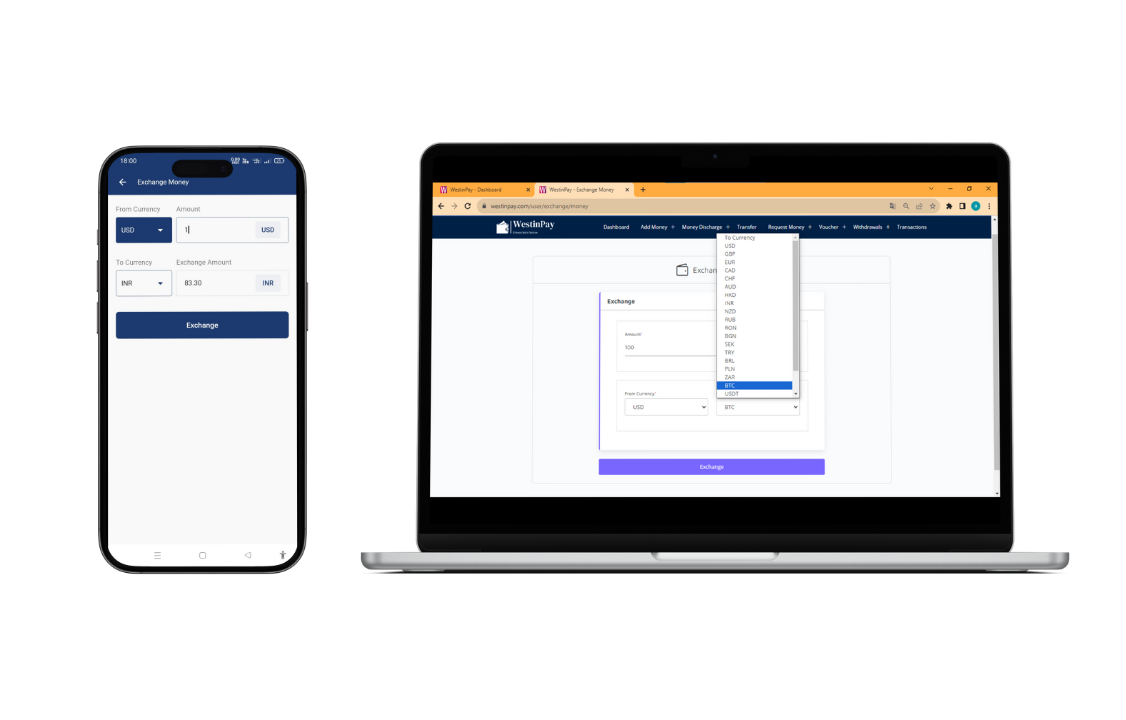 18:00
Exchange Money
From Currency Amount
USD 1 USD
To Currency Exchange Amount
INR 83.30 INR
Exchange
WestinPay - Dashboard
WestinPay - Exchange Money
westinpay.com/user/exchange/money
WestinPay
Dashboard Add Money + Money Discharge + Transfer Request Money + Voucher + Withdrawals + Transactions
To Currency
USD
GBP
EUR
CAD
CHF
AUD
HKD
INR
NZD
RUB
RON
BGN
SEK
TRY
BRL
PLN
ZAR
BTC
USDT
Exchan
Exchange
Amount*
100
From Currency*
USD
BTC
Exchange